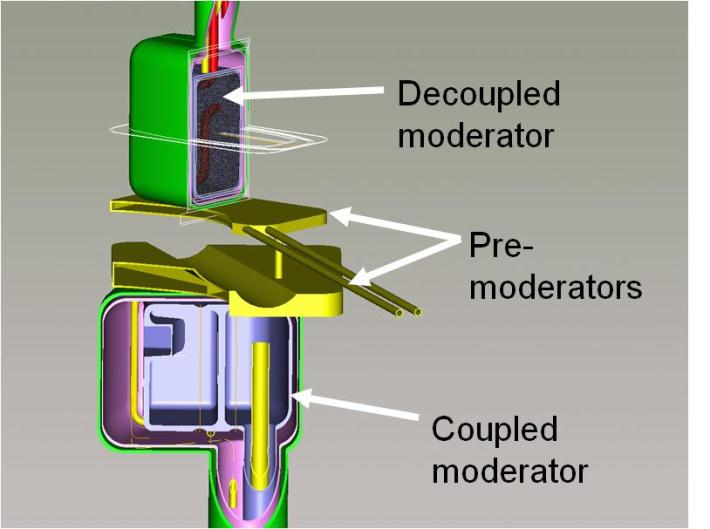 Decoupled
moderator
Pre-
moderators
Coupled
moderator